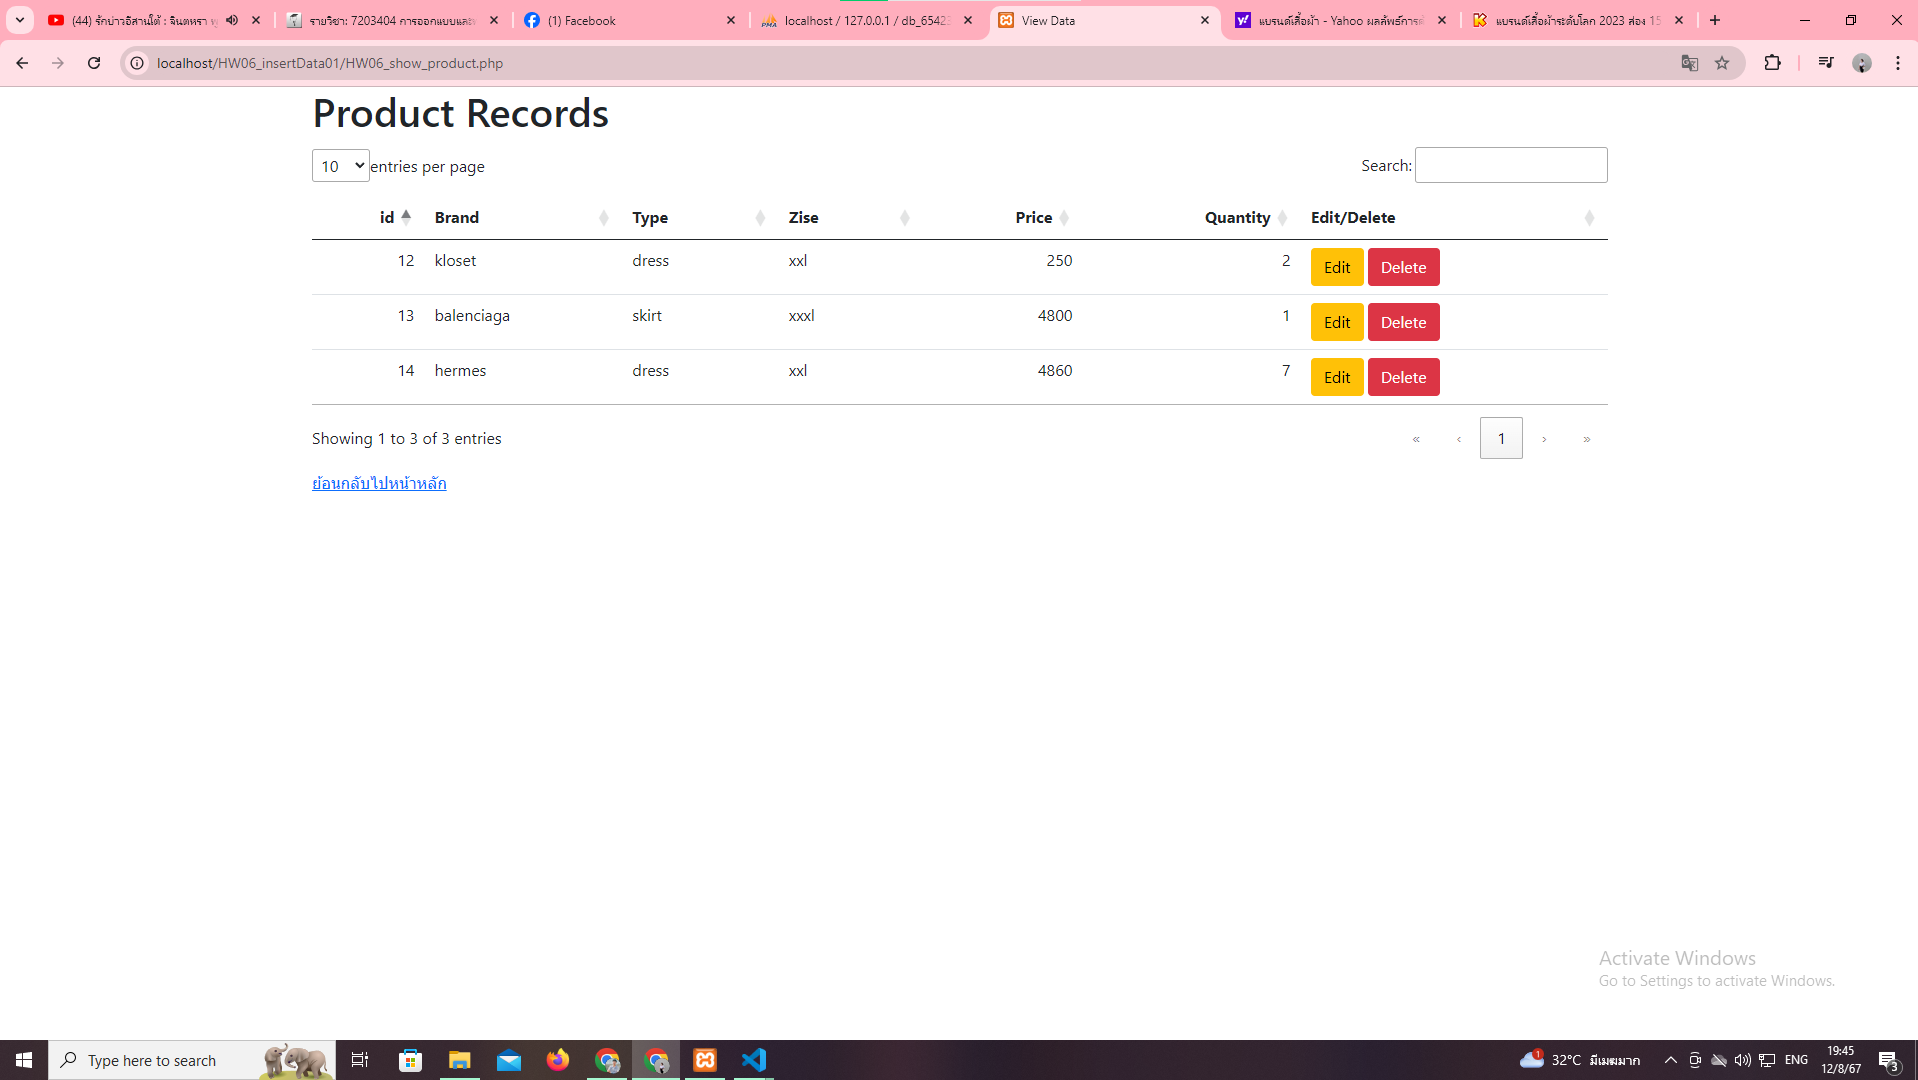 (44) รักบ่าวอีสานใต้ : จินตหรา
รายวิชา: 7203404 การออกแบบและ
(1) Facebook
localhost / 127.0.0.1 / db_6542
View Data
แบรนด์เสื้อผ้า - Yahoo ผลลัพธ์การ
แบรนด์เสื้อผ้าระดับโลก 2023 ส่อง 15
localhost/HW06_insertData01/HW06_show_product.php
Product Records
10 entries per page
Search:
id Brand Type Zise Price Quantity Edit/Delete
12 kloset dress xxl 250 2 Edit Delete
13 balenciaga skirt xxxl 4800 1 Edit Delete
14 hermes dress xxl 4860 7 Edit Delete
Showing 1 to 3 of 3 entries
« ‹ 1 › »
ย้อนกลับไปหน้าหลัก
Activate Windows
Go to Settings to activate Windows.
Type here to search
1
32°C มีเมฆมาก
ENG
19:45
12/8/67
3